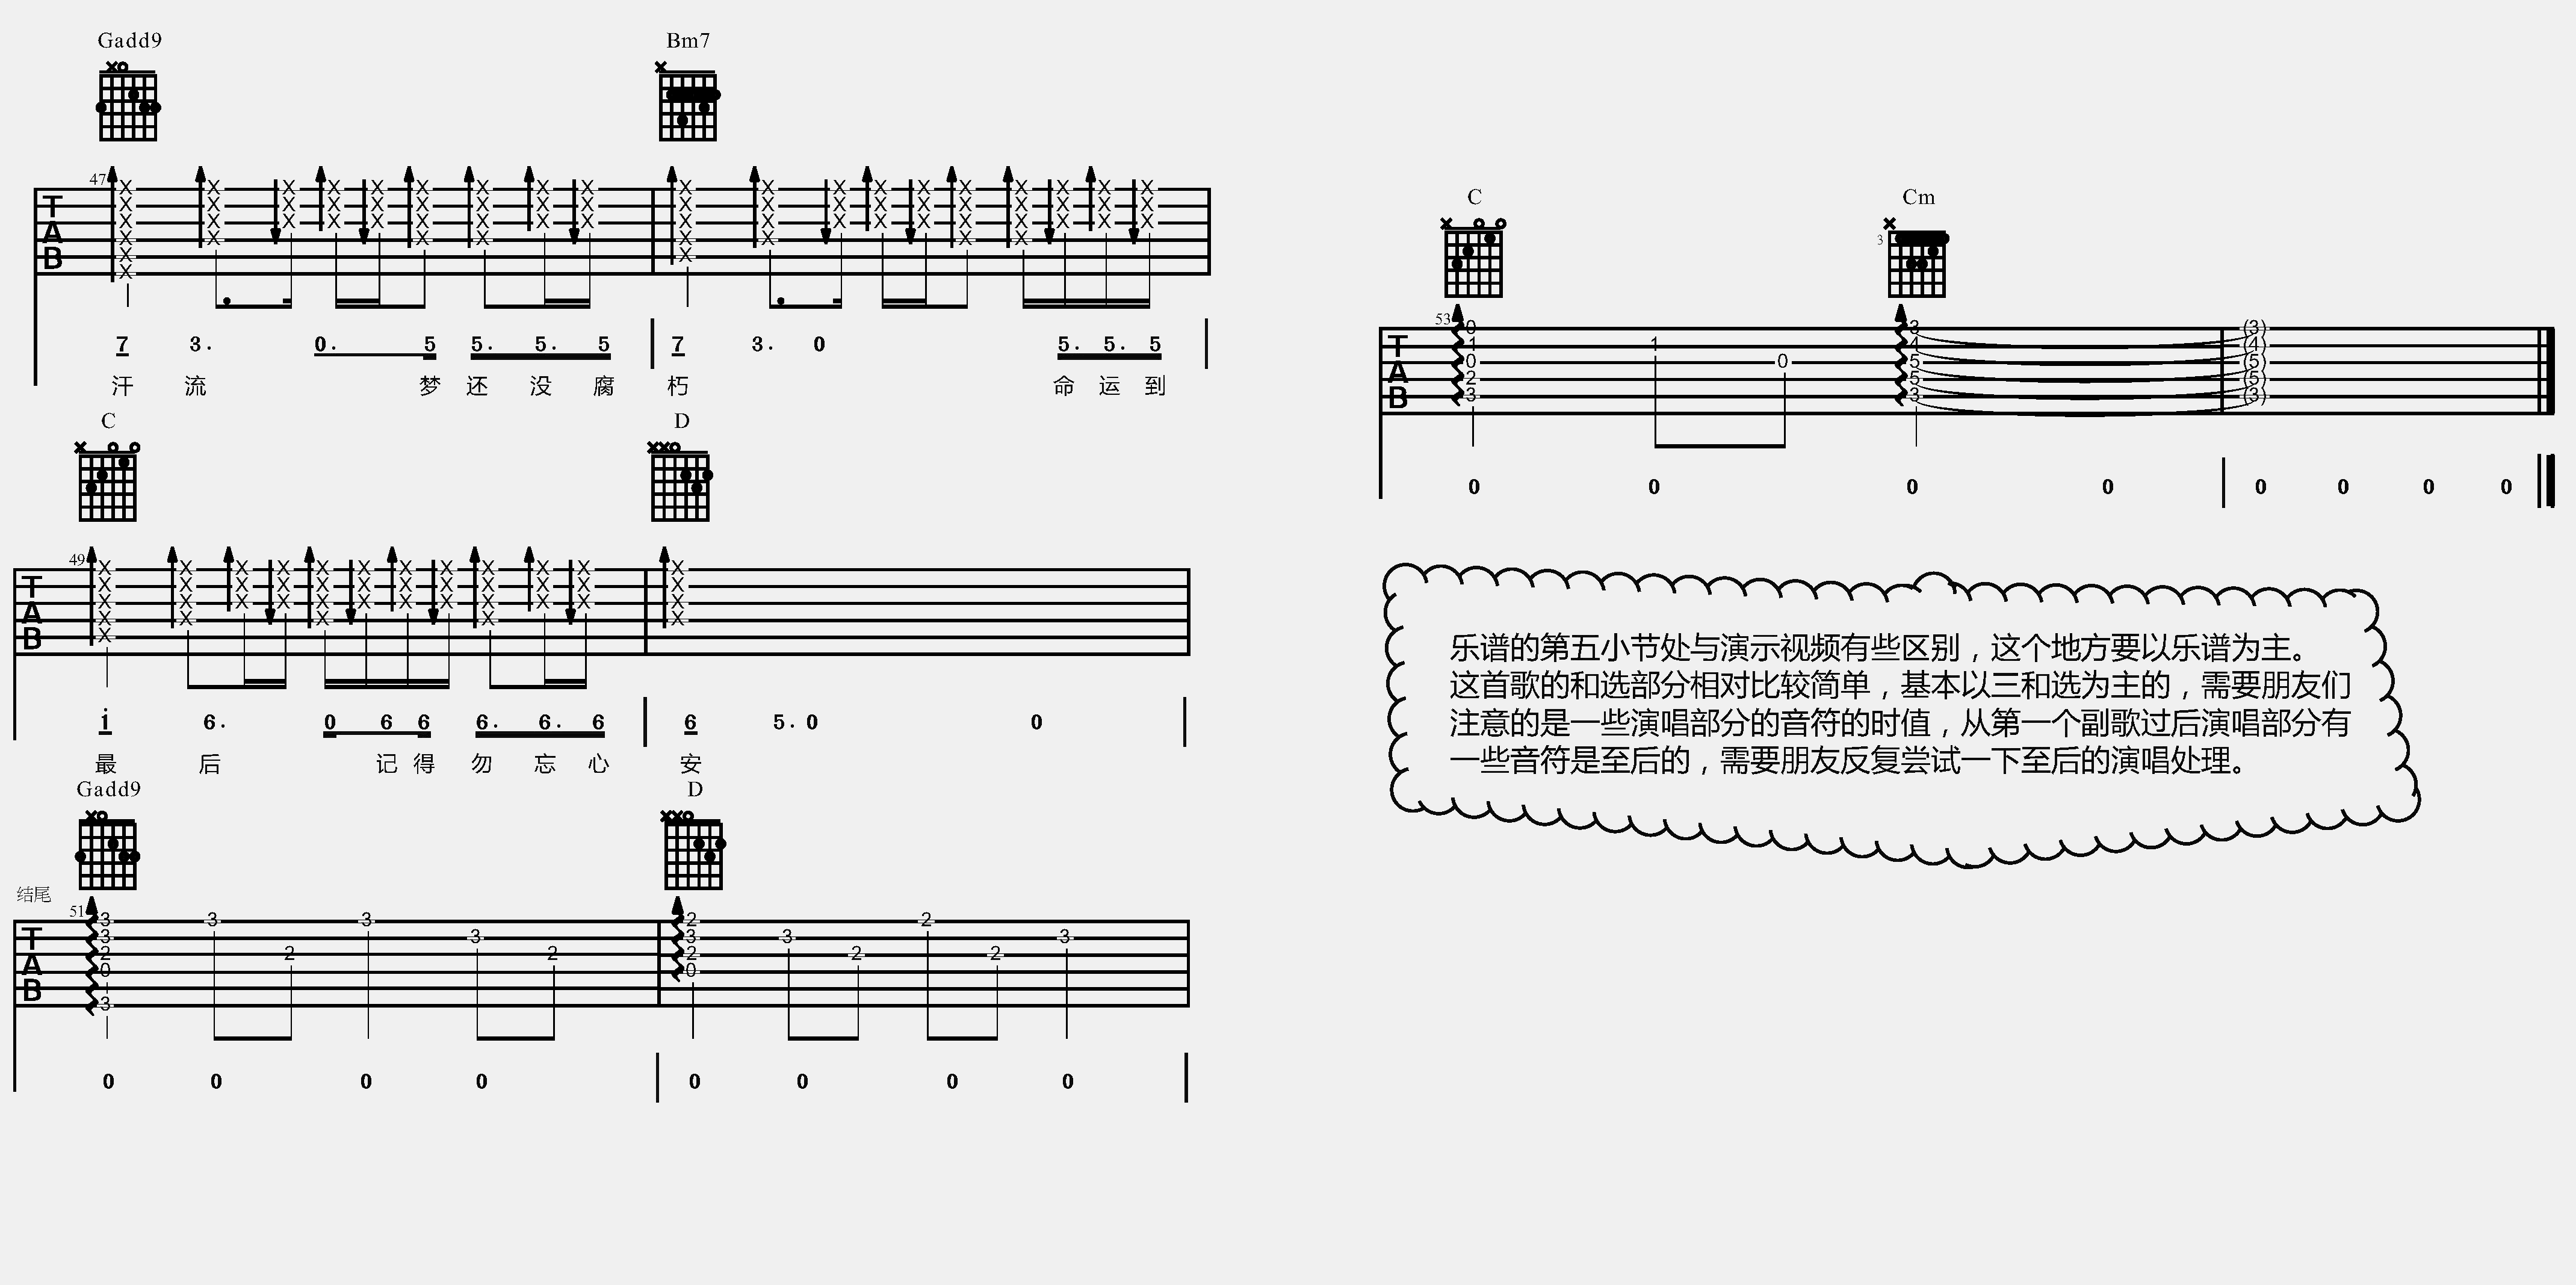 Gadd9 Bm7
47
T
A
B
7 3. 0. 5 5. 5. 5 7 3. 0 5. 5. 5
汗 流 梦 还 没 腐 朽 命 运 到
C D
49
T
A
B
1 6. 0 6 6 6. 6. 6 6 5. 0 0
最 后 记 得 勿 忘 心 安
Gadd9 D
结尾
51
T
A
B
3 3 3 2 3
3 3 3 3
2 2 2 2 2 2
0 0
3
0 0 0 0 0 0 0 0
C Cm
3
53
T
A
B
0 3 (3)
1 1 4 (4)
0 0 5 (5)
2 5 (5)
3 3 (3)
0 0 0 0 0 0 0 0
乐谱的第五小节处与演示视频有些区别，这个地方要以乐谱为主。
这首歌的和选部分相对比较简单，基本以三和选为主的，需要朋友们
注意的是一些演唱部分的音符的时值，从第一个副歌过后演唱部分有
一些音符是至后的，需要朋友反复尝试一下至后的演唱处理。